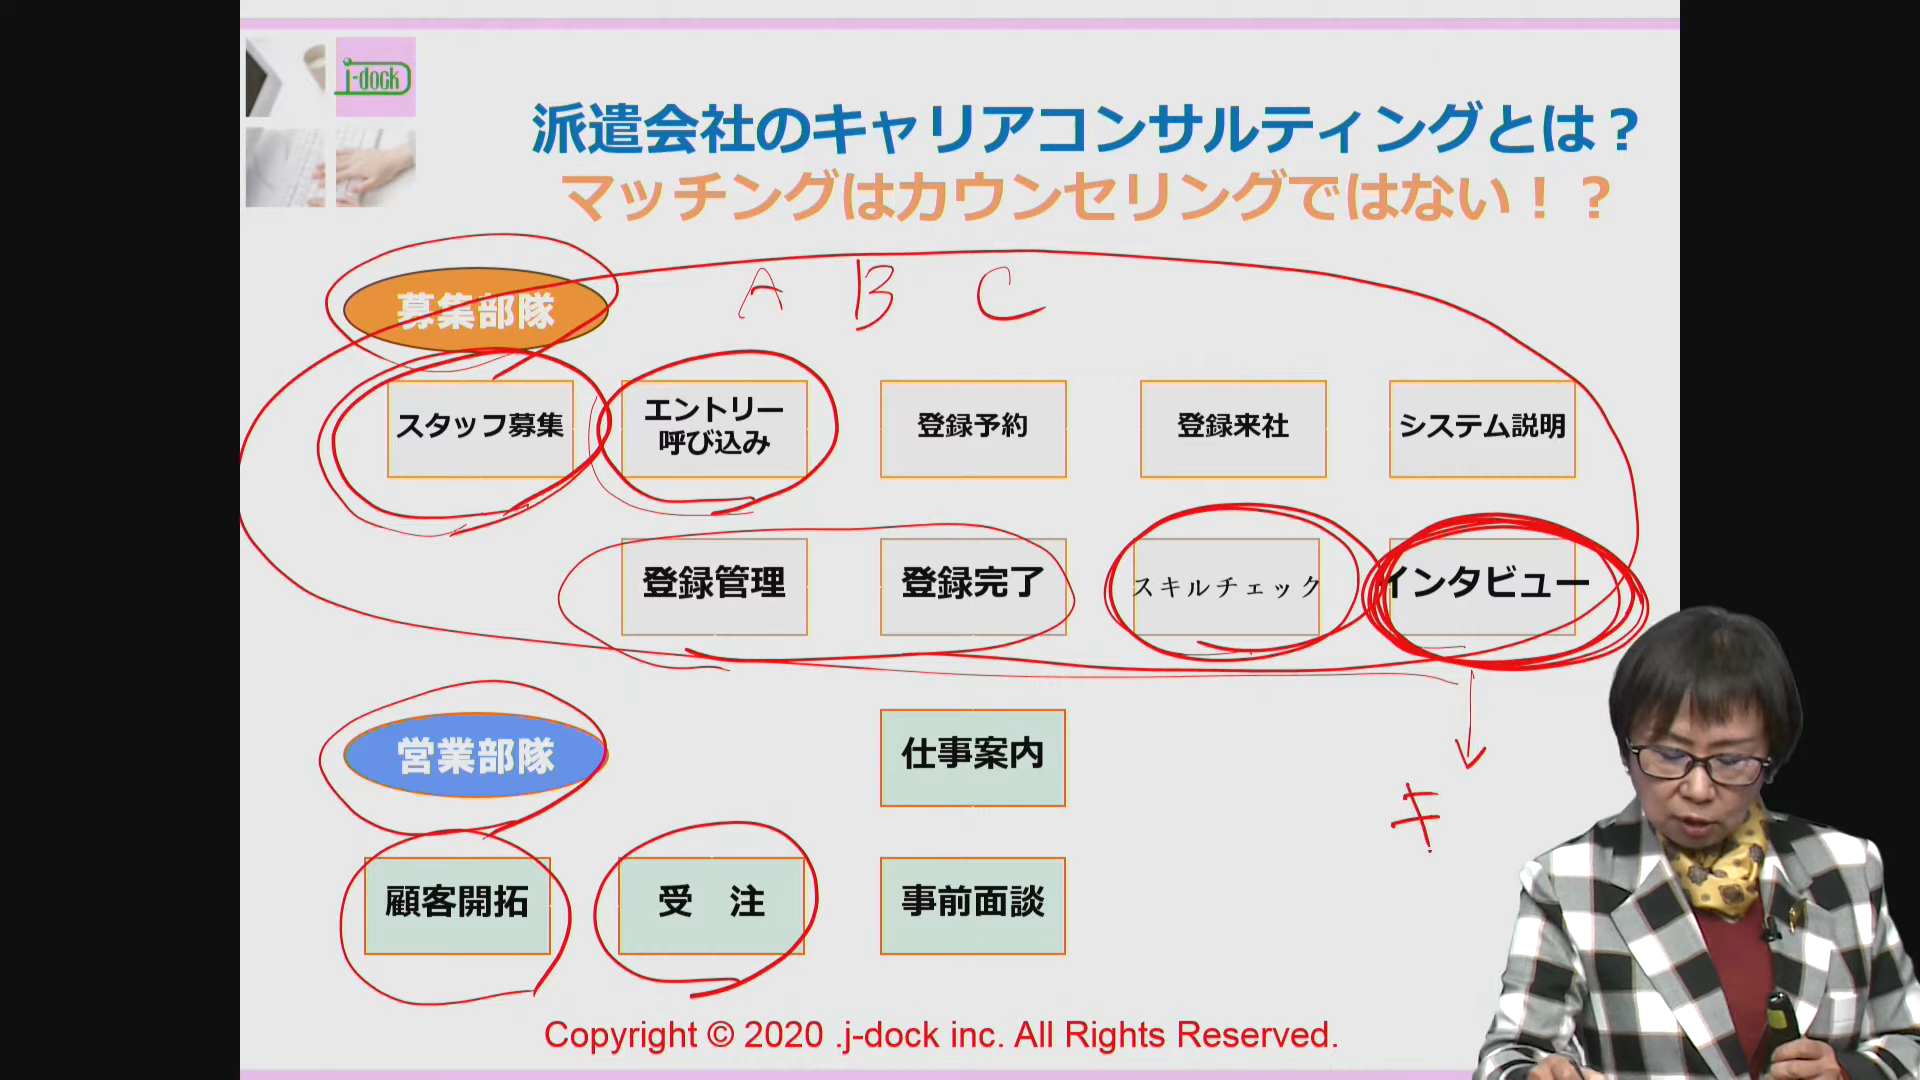 j-dock
派遣会社のキャリアコンサルティングとは？
マッチングはカウンセリングではない！？
A B C
募集部隊
スタッフ募集
エントリー
呼び込み
登録予約
登録来社
システム説明
登録管理
登録完了
スキルチェック
インタビュー
営業部隊
仕事案内
キ
顧客開拓
受　注
事前面談
Copyright © 2020 .j-dock inc. All Rights Reserved.